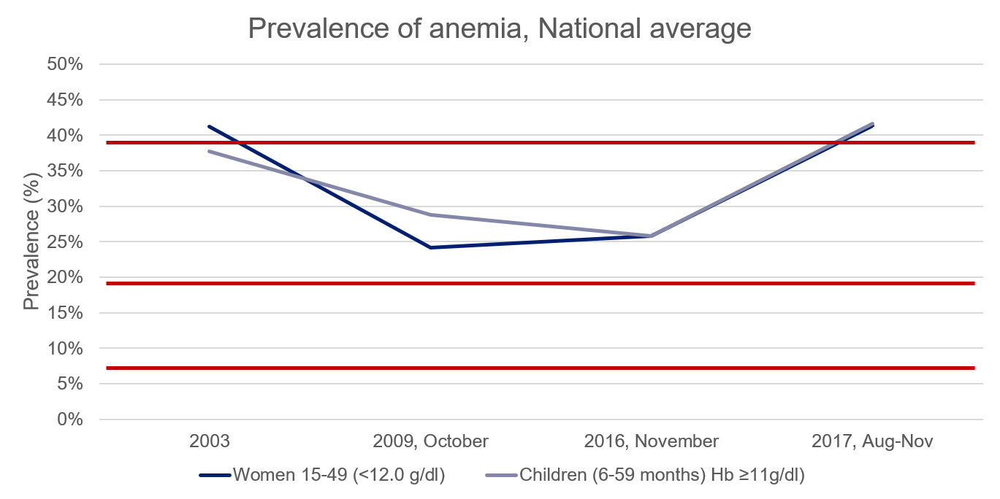 Prevalence of anemia, National average
50%
45%
40%
35%
30%
25%
20%
15%
10%
5%
0%
Prevalence (%)
2003 2009, October 2016, November 2017, Aug-Nov
Women 15-49 (<12.0 g/dl) Children (6-59 months) Hb ≥11g/dl)